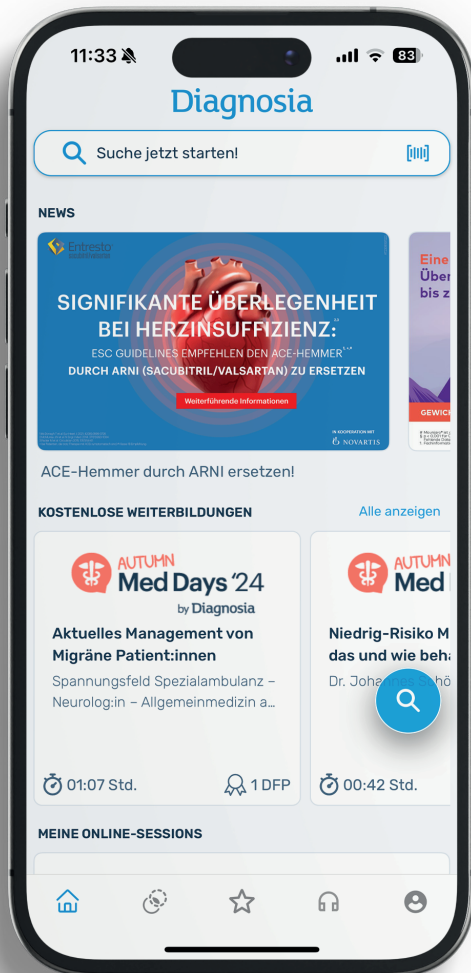 11:33
83
Diagnosia
Suche jetzt starten!
NEWS
Entresto
SIGNIFIKANTE ÜBERLEGENHEIT
BEI HERZINSUFFIZIENZ:
ESC GUIDELINES EMPFEHLEN DEN ACE-HEMMER
DURCH ARNI (SACUBITRIL/VALSARTAN) ZU ERSETZEN
Weiterführende Informationen
IN KOOPERATION MIT
NOVARTIS
Eine
Über
bis z
GEWIC
ACE-Hemmer durch ARNI ersetzen!
KOSTENLOSE WEITERBILDUNGEN
Alle anzeigen
AUTUMN
Med Days '24
by Diagnosia
Aktuelles Management von
Migräne Patient:innen
Spannungsfeld Spezialambulanz –
Neurolog:in – Allgemeinmedizin a...
01:07 Std.
1 DFP
AUTUMN
Med
Niedrig-Risiko M
das und wie beha
Dr. Johannes Schö
00:42 Std.
MEINE ONLINE-SESSIONS